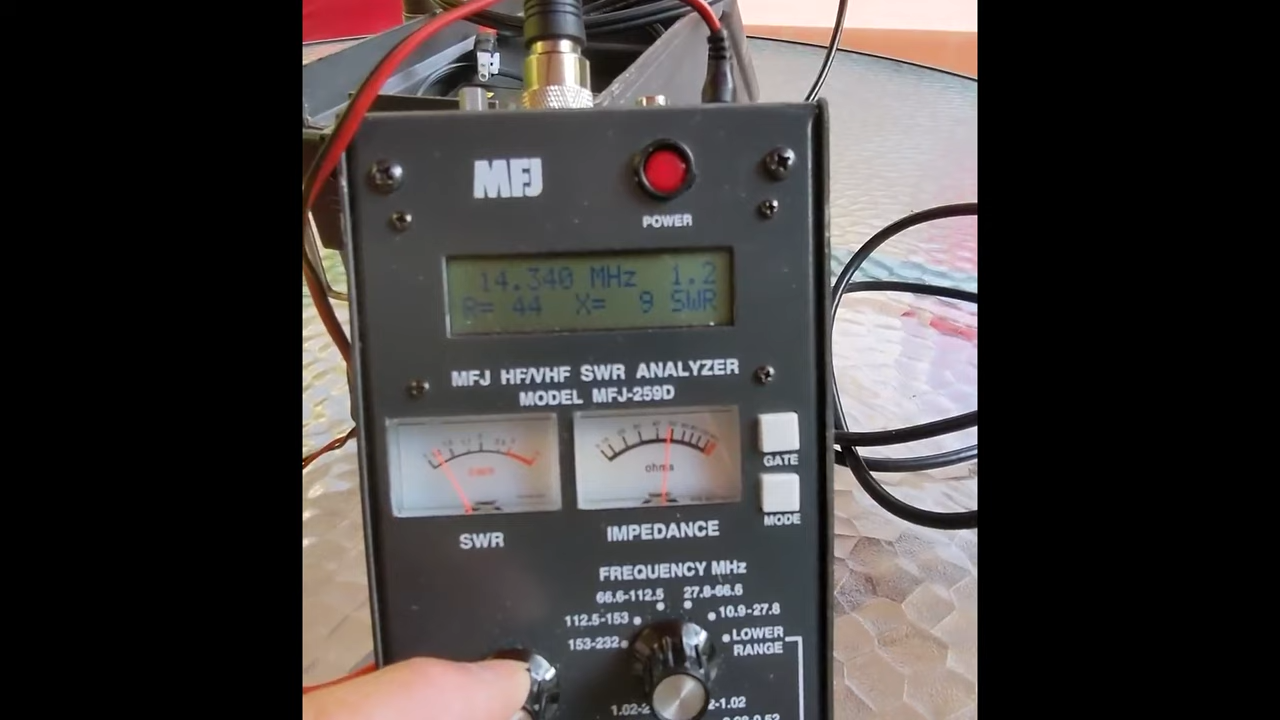 MFJ
POWER
14.340 MHz 1.2
R= 44 X= 9 SWR
MFJ HF/VHF SWR ANALYZER
MODEL MFJ-259D
ohms
GATE
MODE
SWR
IMPEDANCE
FREQUENCY MHz
66.6-112.5 27.8-66.6
112.5-153 10.9-27.8
153-232 LOWER
RANGE